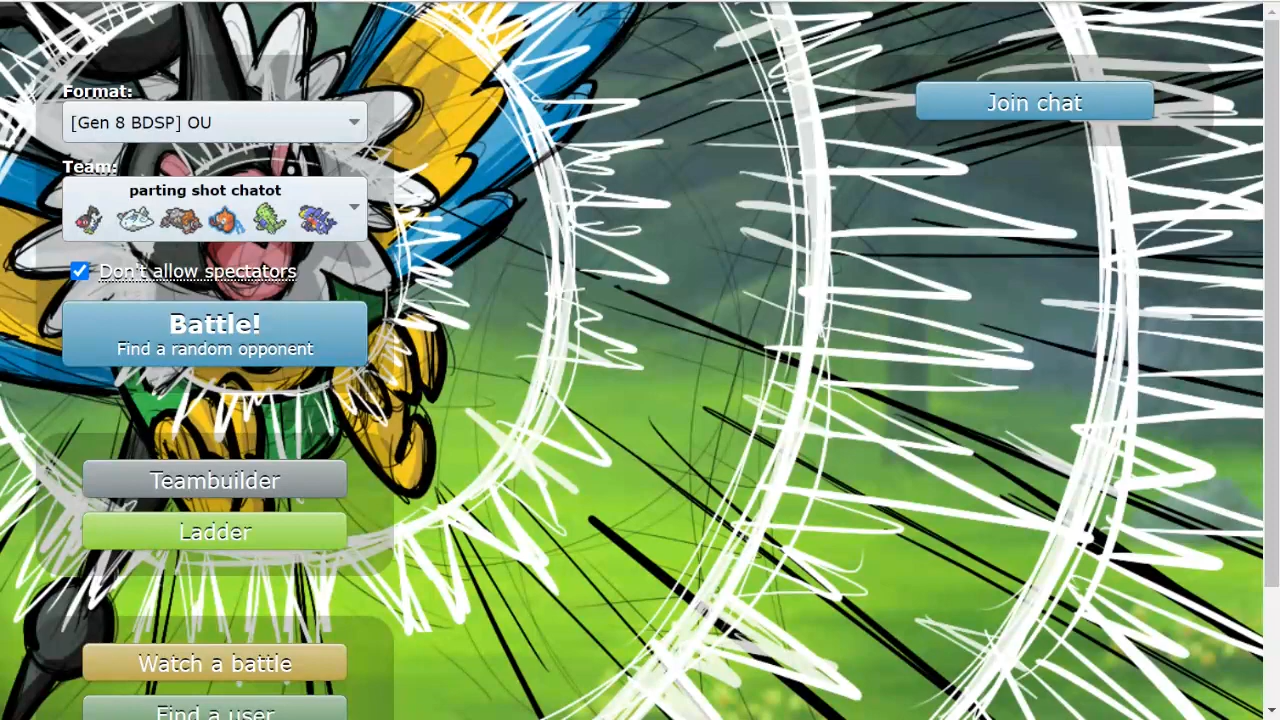 Format:
[Gen 8 BDSP] OU
Team:
parting shot chatot
Don't allow spectators
Battle!
Find a random opponent
Teambuilder
Ladder
Watch a battle
Find a user
Join chat